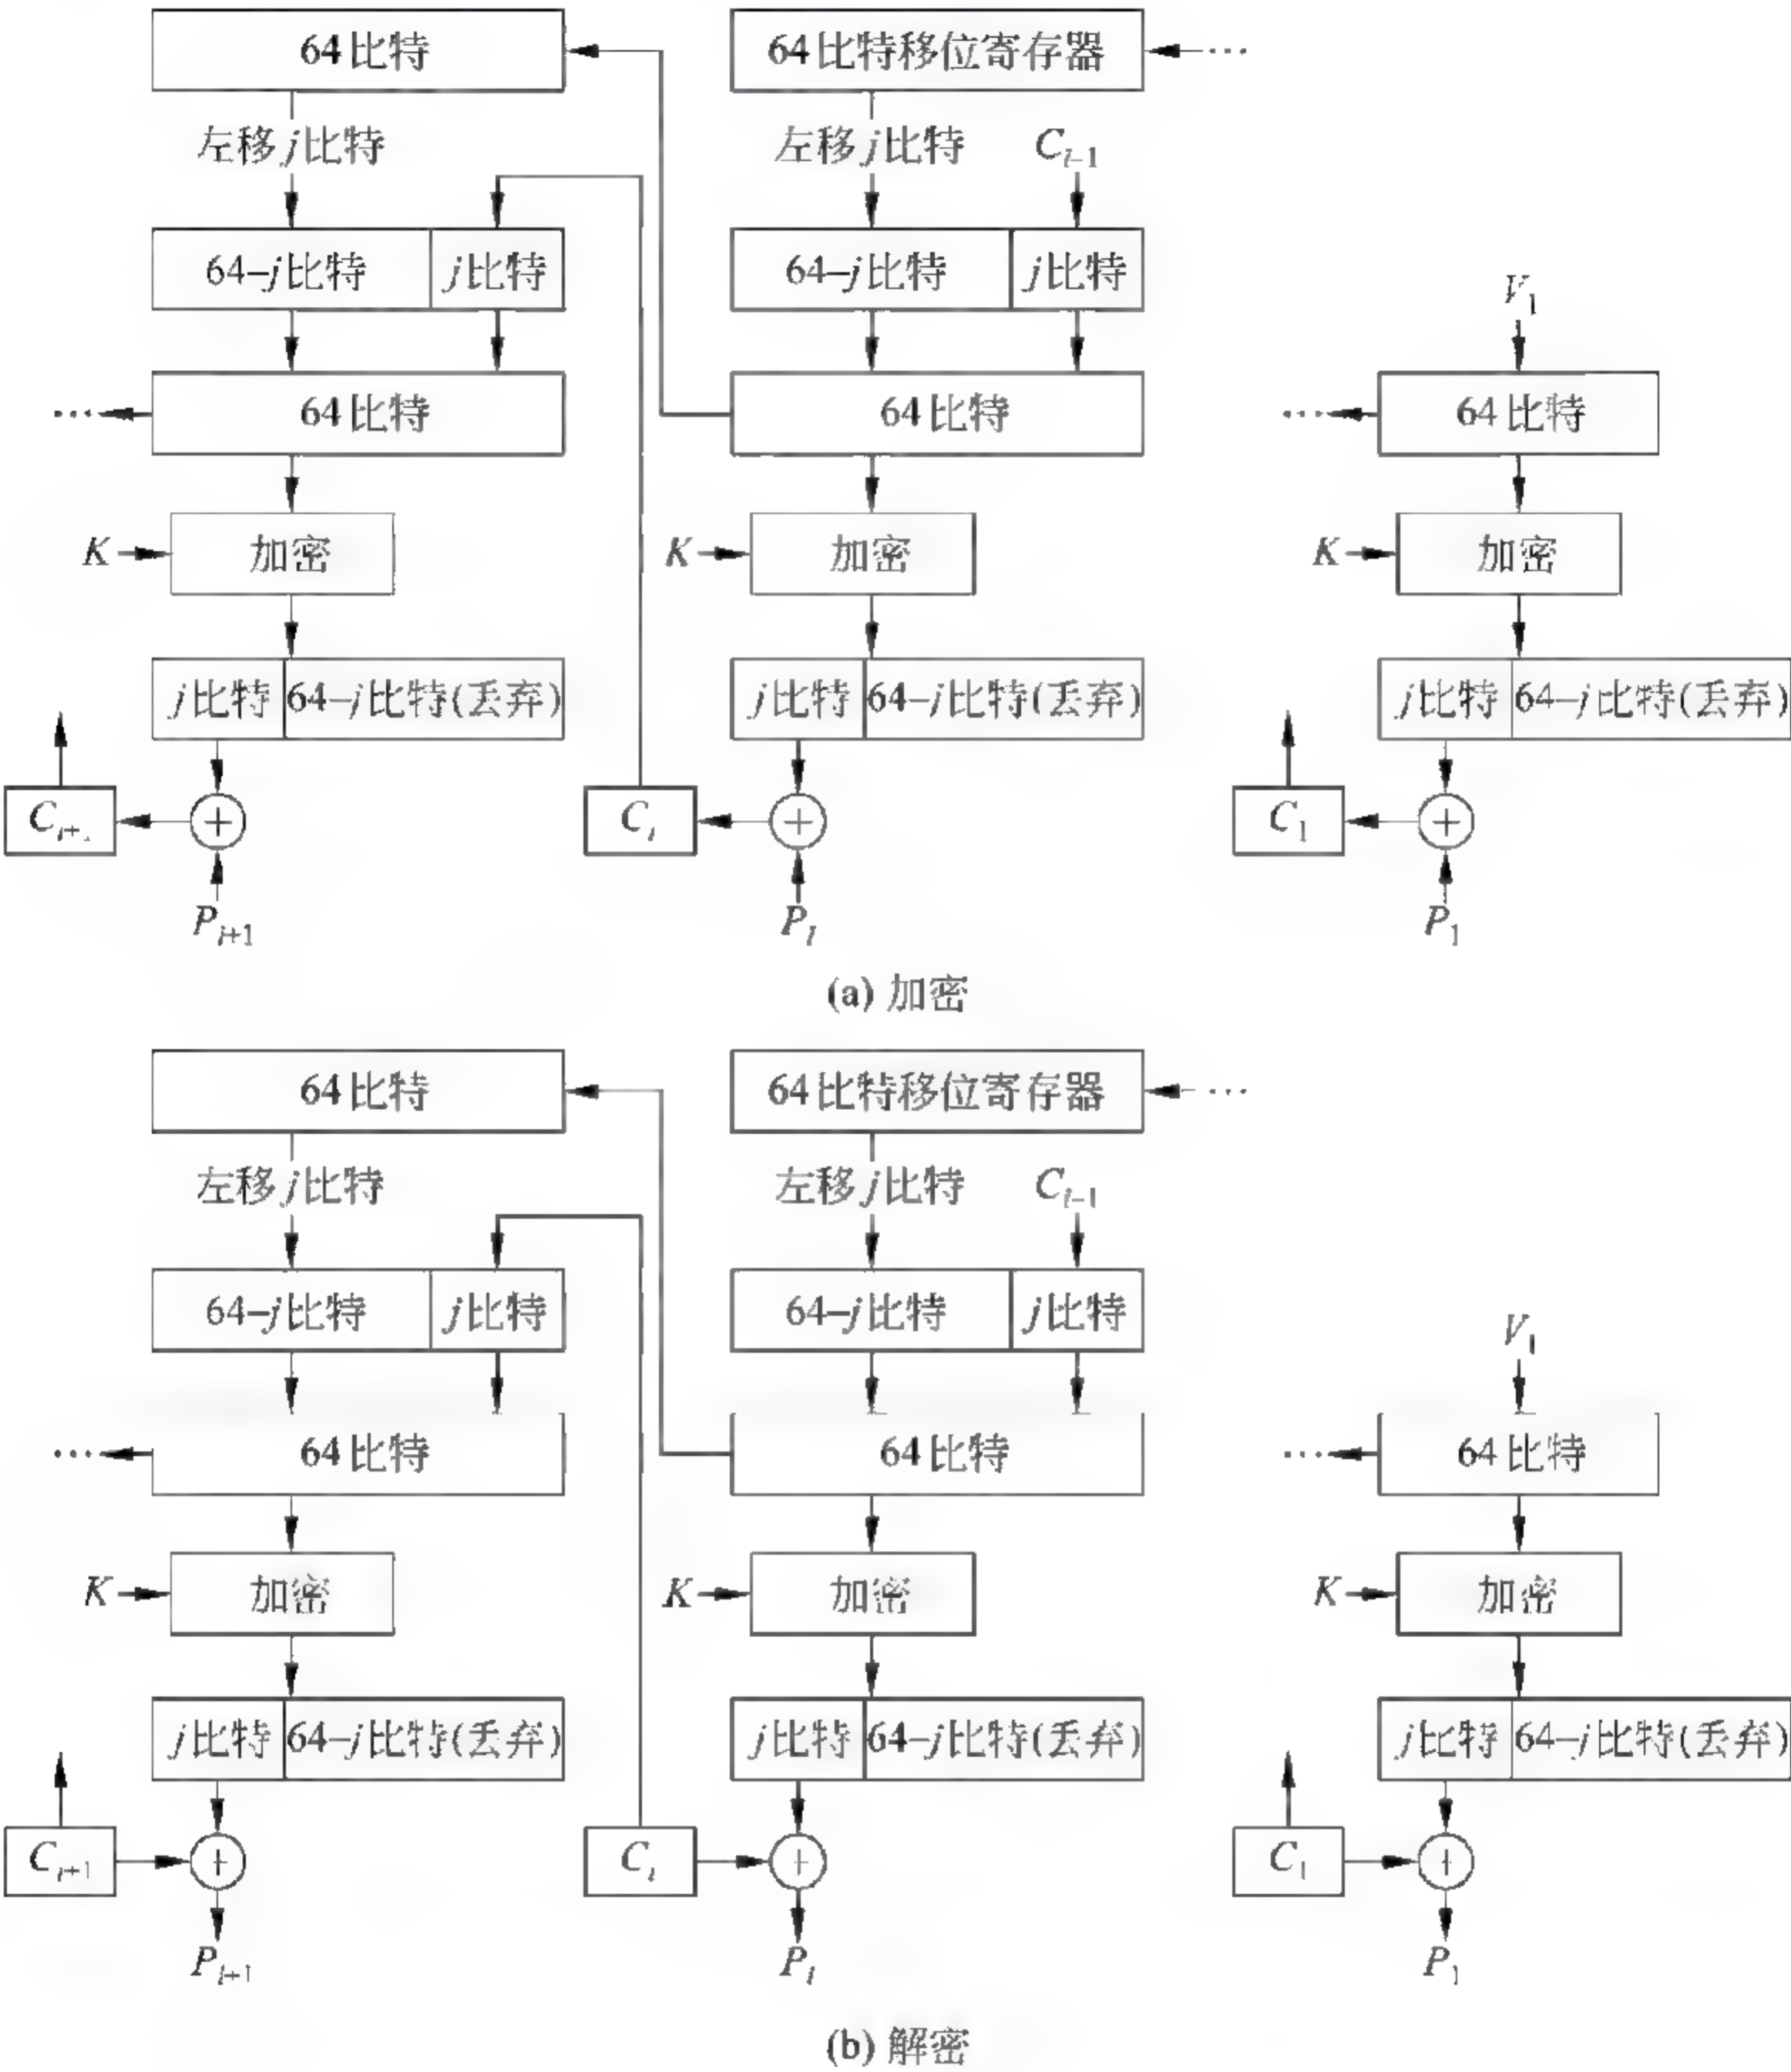 64比特 64比特移位寄存器 …
左移j比特 左移j比特 C_{i-1}
64–j比特 j比特 64–j比特 j比特
V_1
… 64比特 64比特 … 64比特
K 加密 K 加密 K 加密
j比特 64–j比特(丢弃) j比特 64–j比特(丢弃) j比特 64–j比特(丢弃)
C_{i+1} + C_i + C_1 +
P_{i+1} P_i P_1
(a) 加密
64比特 64比特移位寄存器 …
左移j比特 左移j比特 C_{i-1}
64–j比特 j比特 64–j比特 j比特
V_1
… 64比特 64比特 … 64比特
K 加密 K 加密 K 加密
j比特 64–j比特(丢弃) j比特 64–j比特(丢弃) j比特 64–j比特(丢弃)
C_{i+1} + C_i + C_1 +
P_{i+1} P_i P_1
(b) 解密